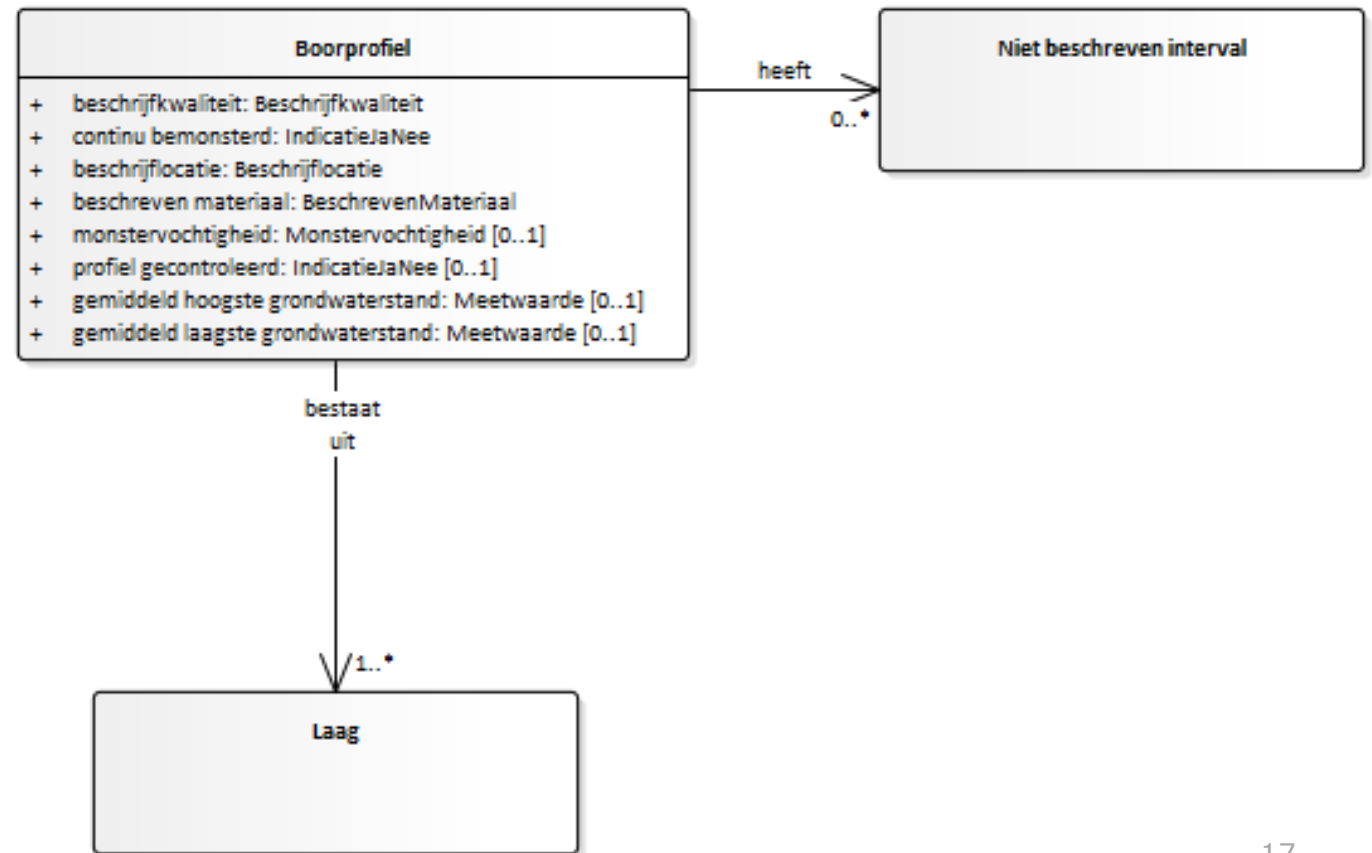 Boorprofiel
+ beschrijfkwaliteit: Beschrijfkwaliteit
+ continu bemonsterd: IndicatieJaNee
+ beschrijflocatie: Beschrijflocatie
+ beschreven materiaal: BeschrevenMateriaal
+ monstervochtigheid: Monstervochtigheid [0..1]
+ profiel gecontroleerd: IndicatieJaNee [0..1]
+ gemiddeld hoogste grondwaterstand: Meetwaarde [0..1]
+ gemiddeld laagste grondwaterstand: Meetwaarde [0..1]
heeft
0..*
Niet beschreven interval
bestaat
uit
1..*
Laag
17